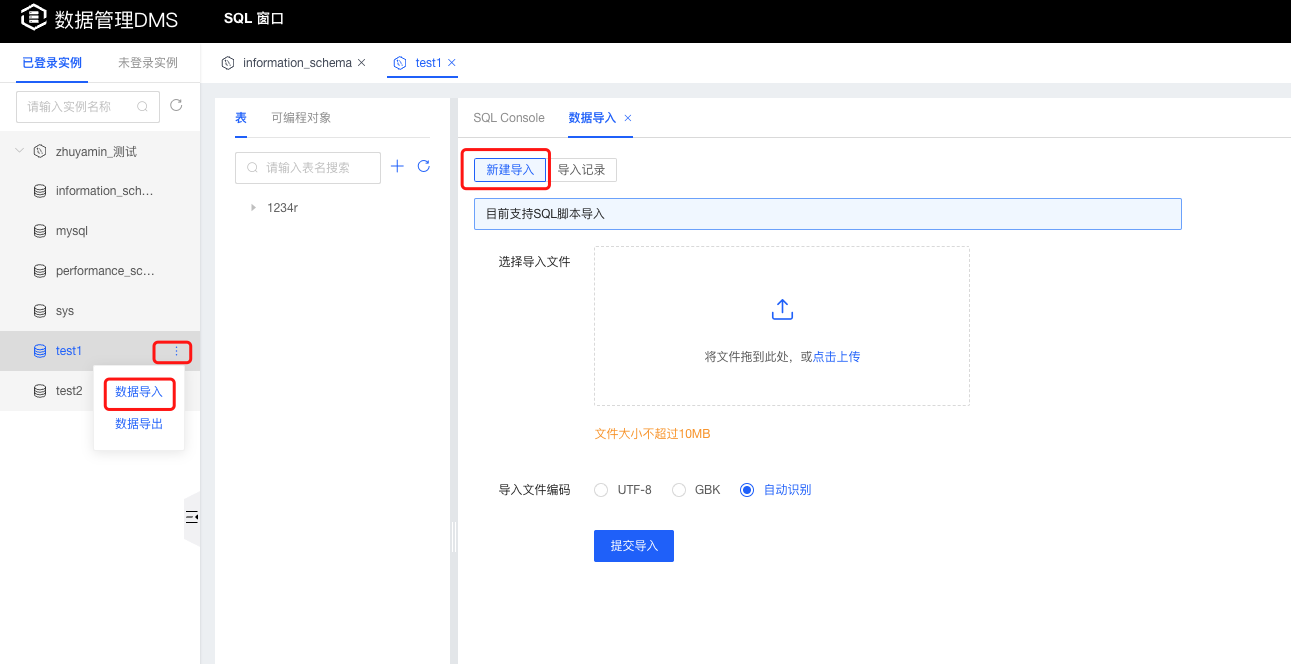 数据管理DMS
SQL 窗口
已登录实例
未登录实例
information_schema
test1
请输入实例名称
zhuyamin_测试
information_sch...
mysql
performance_sc...
sys
test1
test2
数据导入
数据导出
表
可编程对象
请输入表名搜索
1234r
SQL Console
数据导入
新建导入
导入记录
目前支持SQL脚本导入
选择导入文件
将文件拖到此处，或点击上传
文件大小不超过10MB
导入文件编码
UTF-8
GBK
自动识别
提交导入